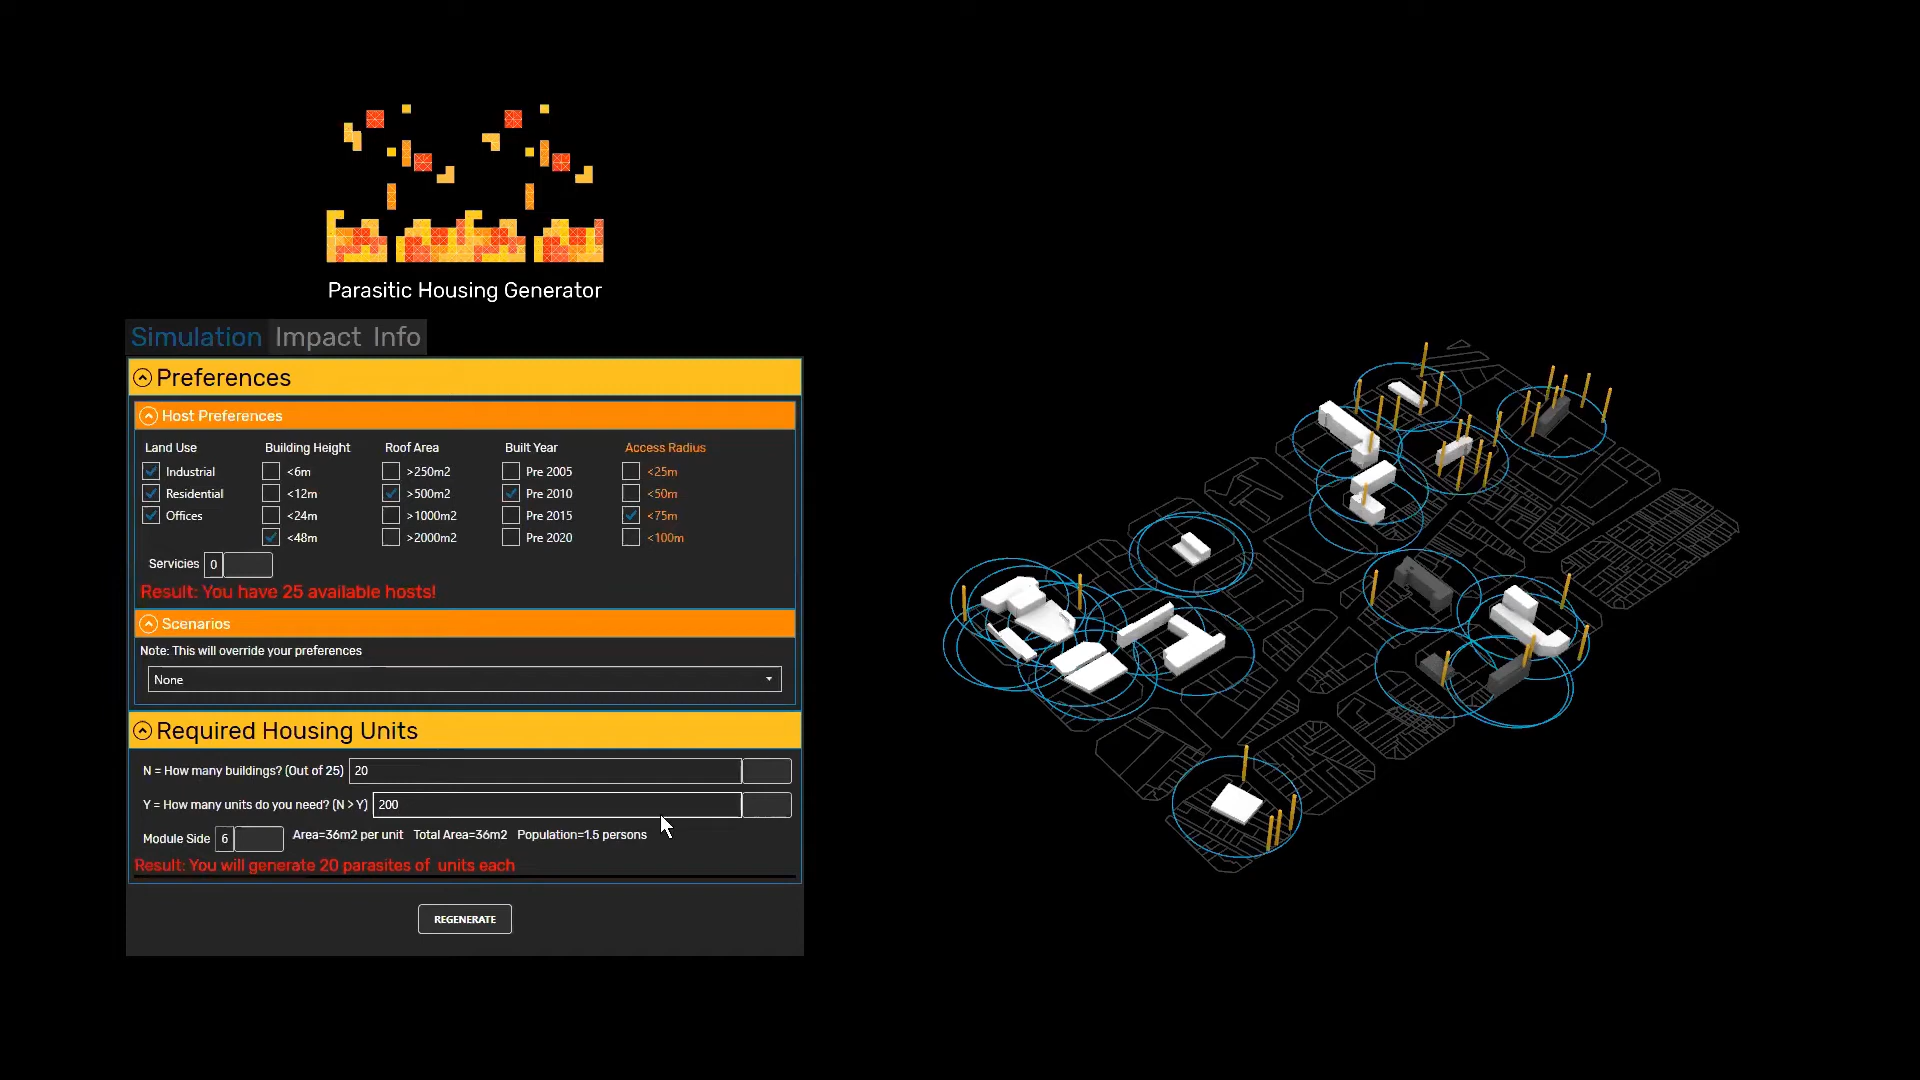 Parasitic Housing Generator
Simulation Impact Info
Preferences
Host Preferences
Land Use Building Height Roof Area Built Year Access Radius
Industrial <6m >250m2 Pre 2005 <25m
Residential <12m >500m2 Pre 2010 <50m
Offices <24m >1000m2 Pre 2015 <75m
<48m >2000m2 Pre 2020 <100m
Servicies 0
Result: You have 25 available hosts!
Scenarios
Note: This will override your preferences
None
Required Housing Units
N = How many buildings? (Out of 25) 20
Y = How many units do you need? (N > Y) 200
Module Side 6 Area=36m2 per unit Total Area=36m2 Population=1.5 persons
Result: You will generate 20 parasites of units each
REGENERATE